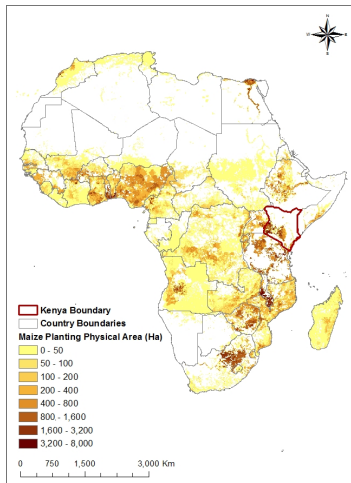 N
W E
S
Kenya Boundary
Country Boundaries
Maize Planting Physical Area (Ha)
0 - 50
50 - 100
100 - 200
200 - 400
400 - 800
800 - 1,600
1,600 - 3,200
3,200 - 8,000
0 750 1,500 3,000 Km